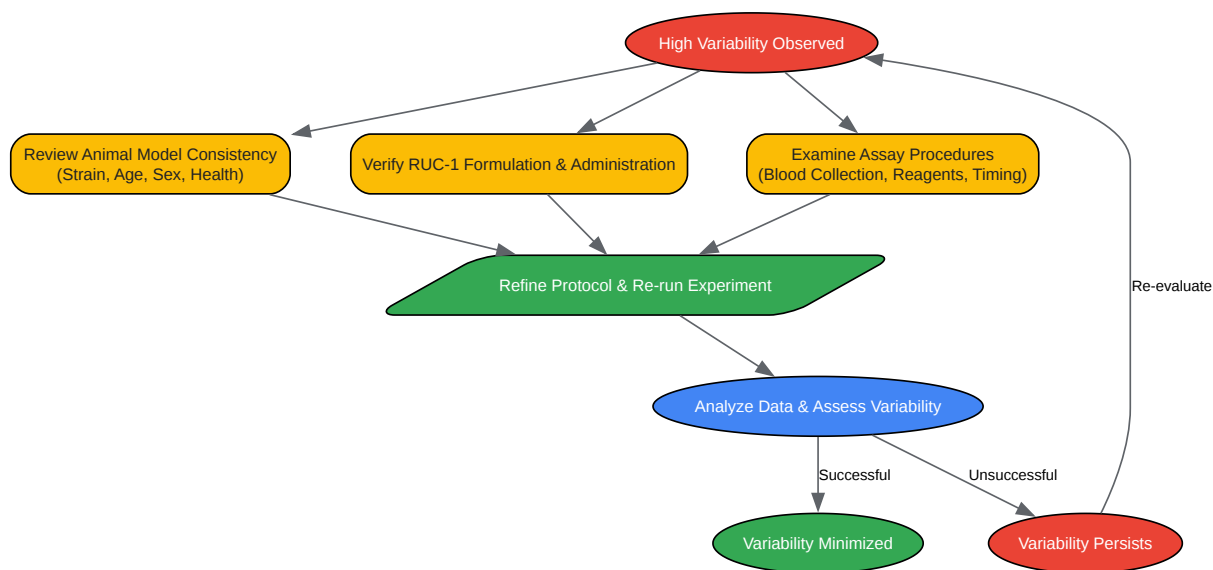 High Variability Observed
Review Animal Model Consistency
(Strain, Age, Sex, Health)
Verify RUC-1 Formulation & Administration
Examine Assay Procedures
(Blood Collection, Reagents, Timing)
Refine Protocol & Re-run Experiment
Re-evaluate
Analyze Data & Assess Variability
Successful
Unsuccessful
Variability Minimized
Variability Persists